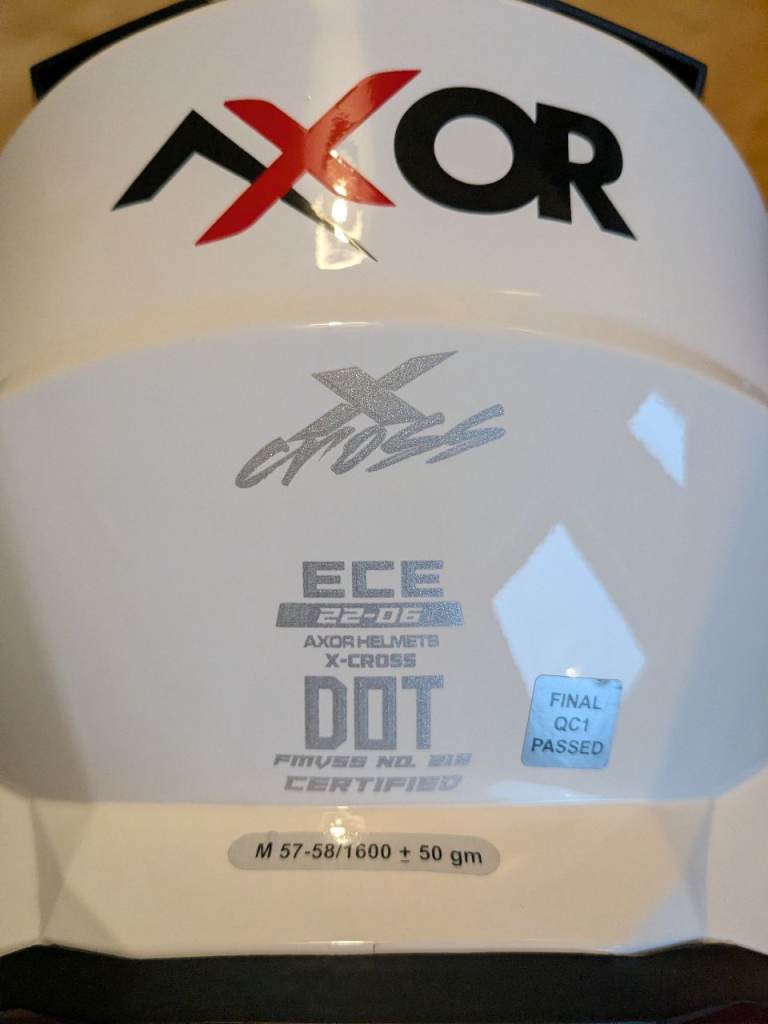 AXOR
X
CROSS
ECE
22-06
AXOR HELMETS
X-CROSS
DOT
FMVSS NO. 218
CERTIFIED
FINAL
QC1
PASSED
M 57-58/1600 ± 50 gm